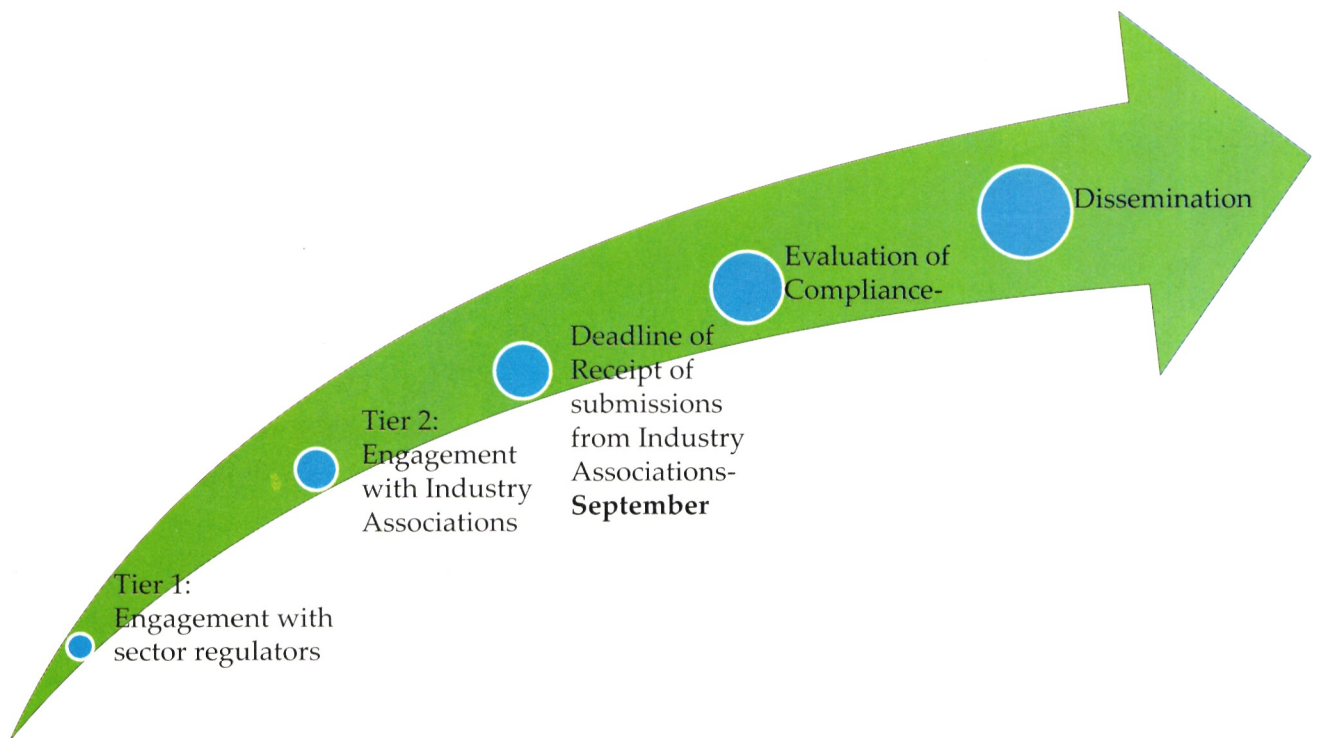 Tier 1:
Engagement with
sector regulators
Tier 2:
Engagement
with Industry
Associations
Deadline of
Receipt of
submissions
from Industry
Associations-
September
Evaluation of
Compliance-
Dissemination